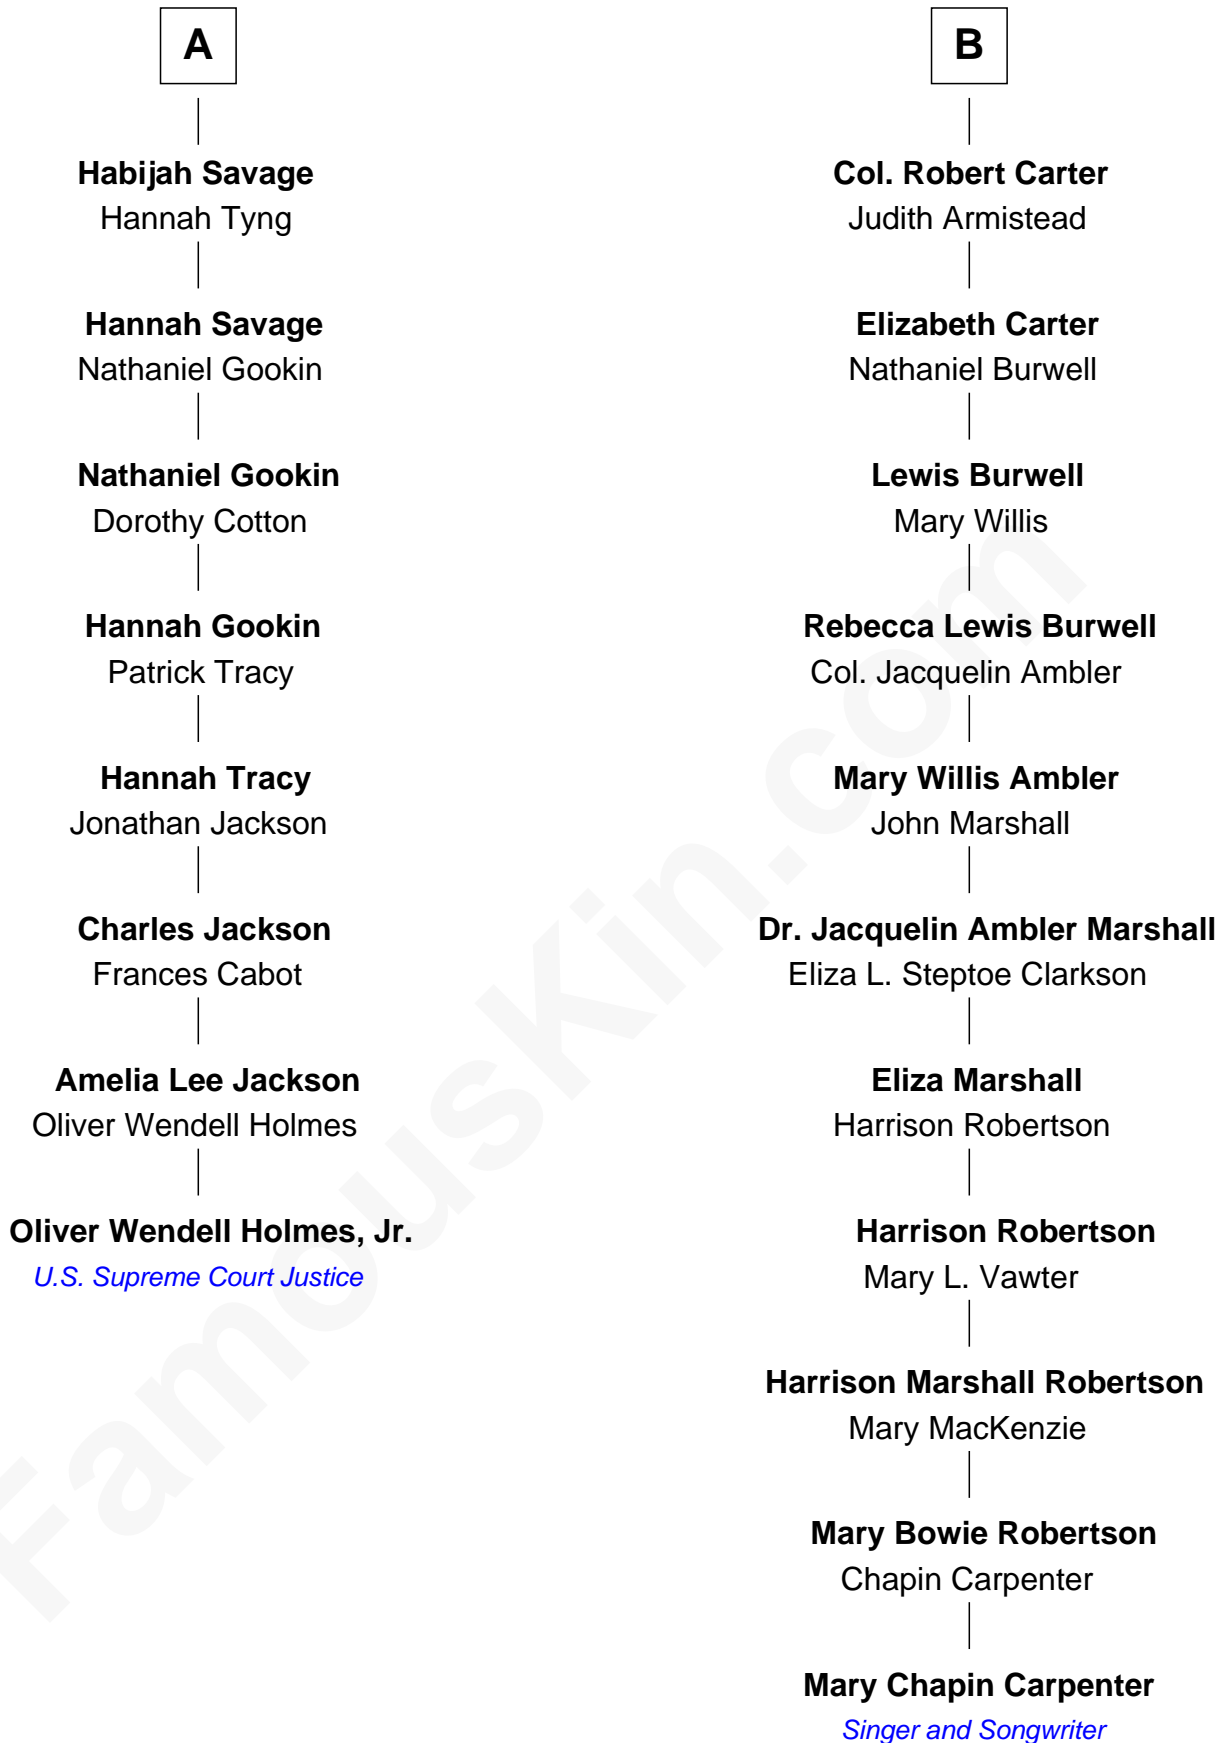 A
Habijah Savage
Hannah Tyng
Hannah Savage
Nathaniel Gookin
Nathaniel Gookin
Dorothy Cotton
Hannah Gookin
Patrick Tracy
Hannah Tracy
Jonathan Jackson
Charles Jackson
Frances Cabot
Amelia Lee Jackson
Oliver Wendell Holmes
Oliver Wendell Holmes, Jr.
U.S. Supreme Court Justice
B
Col. Robert Carter
Judith Armistead
Elizabeth Carter
Nathaniel Burwell
Lewis Burwell
Mary Willis
Rebecca Lewis Burwell
Col. Jacquelin Ambler
Mary Willis Ambler
John Marshall
Dr. Jacquelin Ambler Marshall
Eliza L. Steptoe Clarkson
Eliza Marshall
Harrison Robertson
Harrison Robertson
Mary L. Vawter
Harrison Marshall Robertson
Mary MacKenzie
Mary Bowie Robertson
Chapin Carpenter
Mary Chapin Carpenter
Singer and Songwriter
FamousKin.com